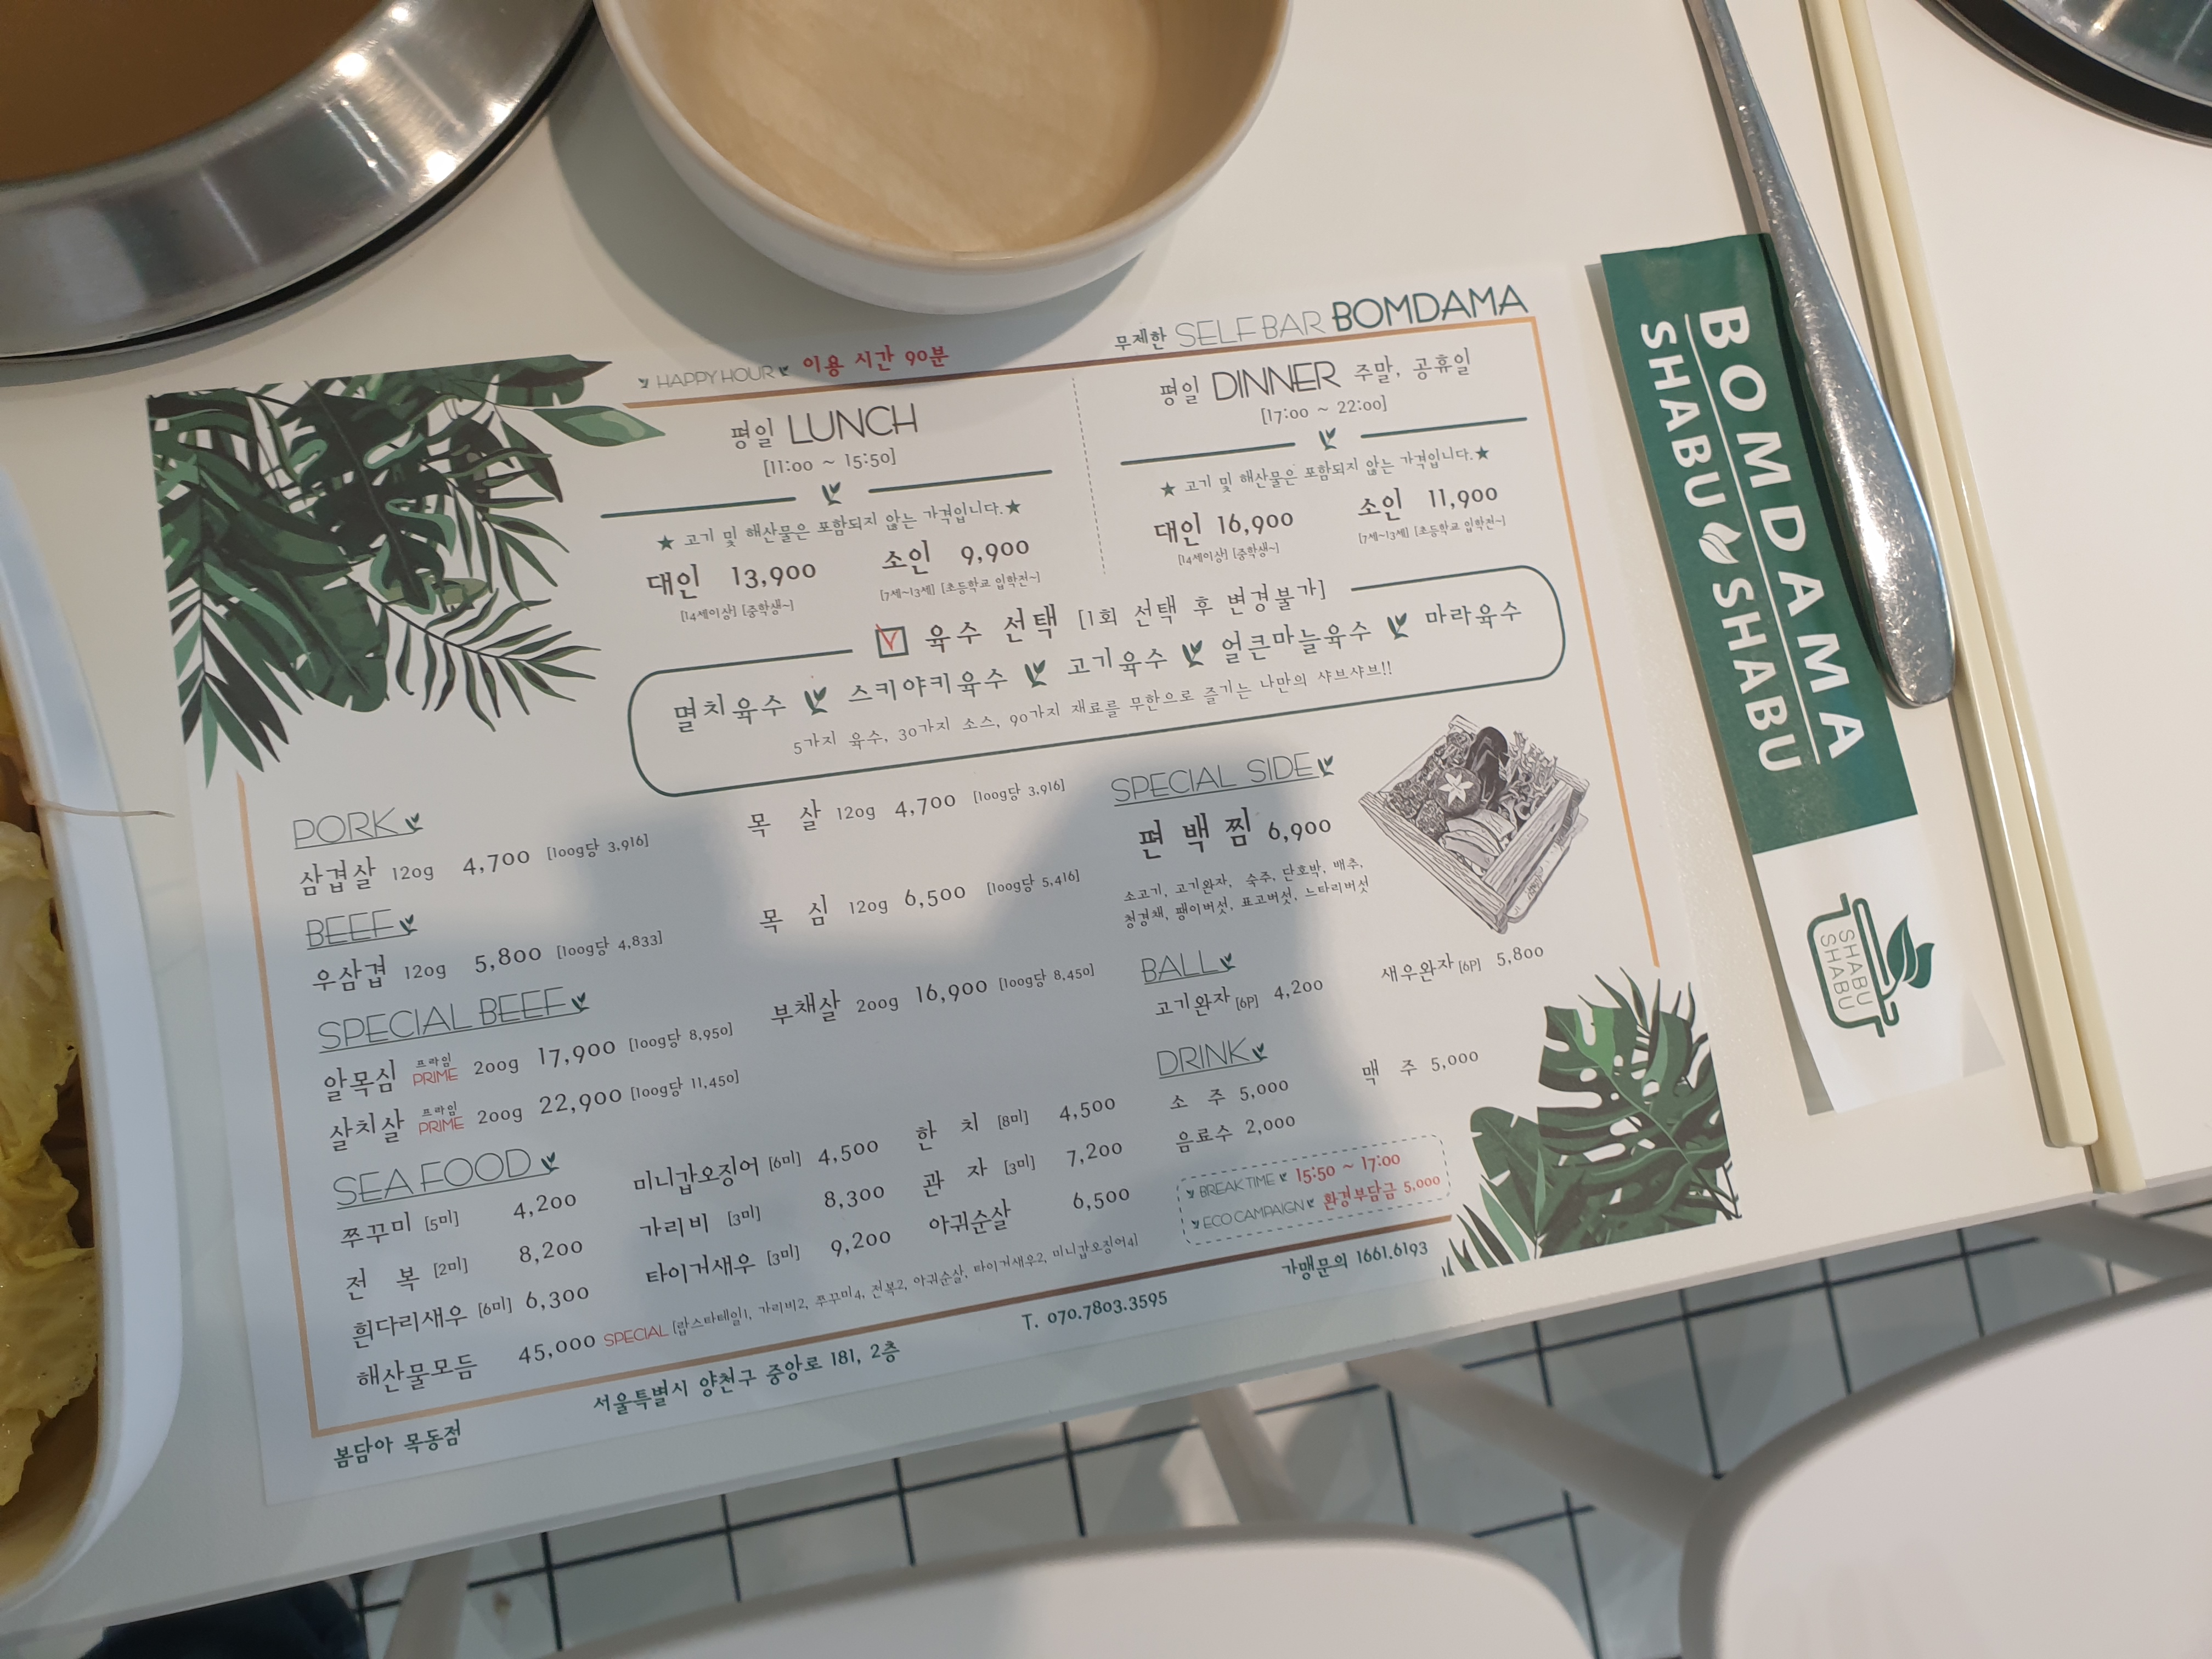 HAPPY HOUR 이용 시간 90분
무제한 SELF BAR BOMDAMA
평일 LUNCH
[11:00 ~ 15:50]
★ 고기 및 해산물은 포함되지 않는 가격입니다.★
대인 13,900
[14세이상] [중학생~]
소인 9,900
[7세~13세] [초등학교 입학전~]
평일 DINNER 주말, 공휴일
[17:00 ~ 22:00]
★ 고기 및 해산물은 포함되지 않는 가격입니다.★
대인 16,900
[14세이상] [중학생~]
소인 11,900
[7세~13세] [초등학교 입학전~]
육수 선택 [1회 선택 후 변경불가]
멸치육수 스키야키육수 고기육수 얼큰마늘육수 마라육수
5가지 육수, 30가지 소스, 90가지 재료를 무한으로 즐기는 나만의 샤브샤브!!
PORK
삼겹살 120g 4,700 [100g당 3,916]
목 살 120g 4,700 [100g당 3,916]
BEEF
우삼겹 120g 5,800 [100g당 4,833]
목 심 120g 6,500 [100g당 5,416]
SPECIAL BEEF
알목심 프라임 PRIME 200g 17,900 [100g당 8,950]
부채살 200g 16,900 [100g당 8,450]
살치살 프라임 PRIME 200g 22,900 [100g당 11,450]
SEA FOOD
쭈꾸미 [5미] 4,200
미니갑오징어 [6미] 4,500
한 치 [8미] 4,500
전 복 [2미] 8,200
가리비 [3미] 8,300
관 자 [3미] 7,200
흰다리새우 [6미] 6,300
타이거새우 [3미] 9,200
아귀순살 6,500
해산물모듬 45,000 SPECIAL [랍스타테일1, 가리비2, 쭈꾸미4, 전복2, 아귀순살, 타이거새우2, 미니갑오징어4]
SPECIAL SIDE
편 백 찜 6,900
소고기, 고기완자, 숙주, 단호박, 배추,
청경채, 팽이버섯, 표고버섯, 느타리버섯
BALL
고기완자 [6P] 4,200
새우완자 [6P] 5,800
DRINK
소 주 5,000
맥 주 5,000
음료수 2,000
BREAK TIME 15:50 ~ 17:00
ECO CAMPAIGN 환경부담금 5,000
봄담아 목동점
서울특별시 양천구 중앙로 181, 2층
T. 070.7803.3595
가맹문의 1661.6193
BOMDAMA
SHABU SHABU
SHABU
SHABU